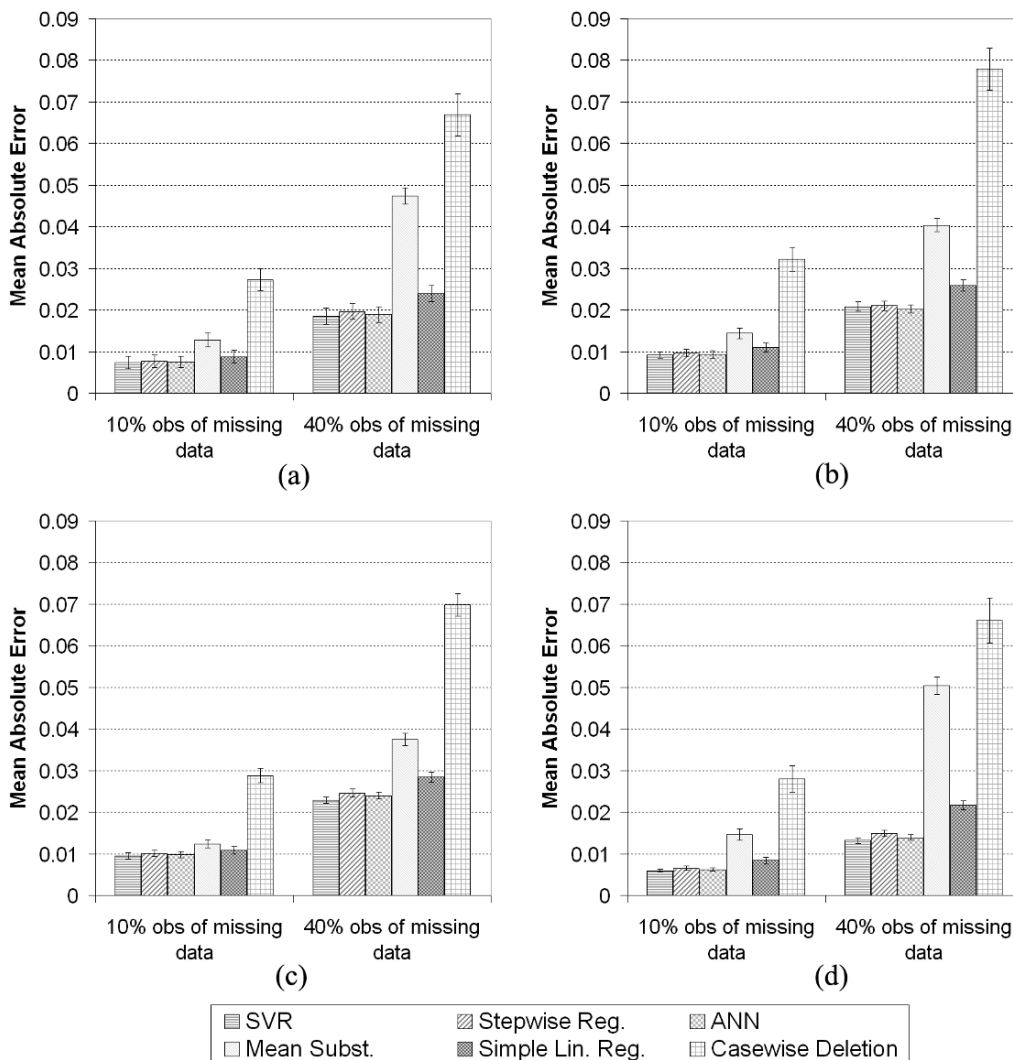 0.09
0.08
0.07
0.06
0.05
0.04
0.03
0.02
0.01
0
Mean Absolute Error
10% obs of missing data
40% obs of missing data
(a)
0.09
0.08
0.07
0.06
0.05
0.04
0.03
0.02
0.01
0
Mean Absolute Error
10% obs of missing data
40% obs of missing data
(b)
0.09
0.08
0.07
0.06
0.05
0.04
0.03
0.02
0.01
0
Mean Absolute Error
10% obs of missing data
40% obs of missing data
(c)
0.09
0.08
0.07
0.06
0.05
0.04
0.03
0.02
0.01
0
Mean Absolute Error
10% obs of missing data
40% obs of missing data
(d)
SVR Stepwise Reg. ANN
Mean Subst. Simple Lin. Reg. Casewise Deletion